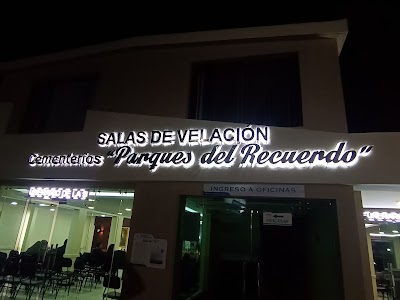 SALAS DE VELACIÓN
Cementerios "Parques del Recuerdo"
INGRESO A OFICINAS